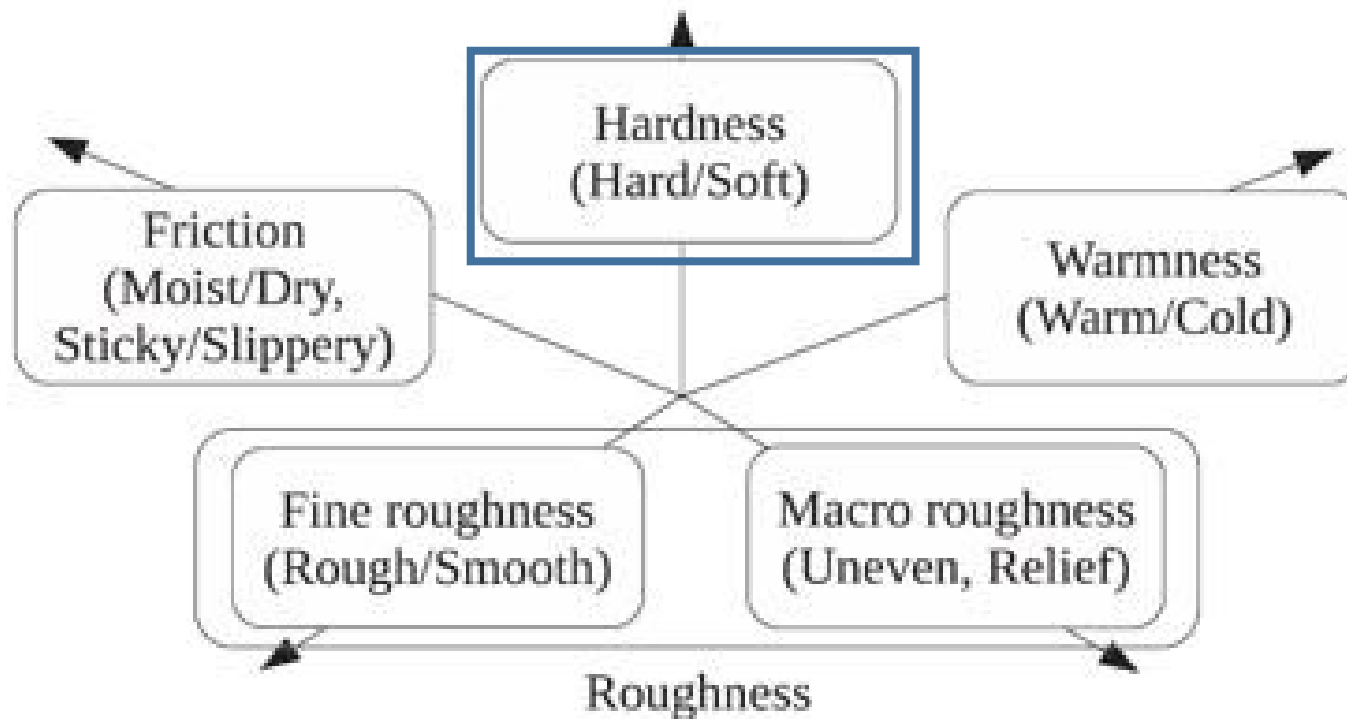 Hardness
(Hard/Soft)
Friction
(Moist/Dry,
Sticky/Slippery)
Warmness
(Warm/Cold)
Fine roughness
(Rough/Smooth)
Macro roughness
(Uneven, Relief)
Roughness